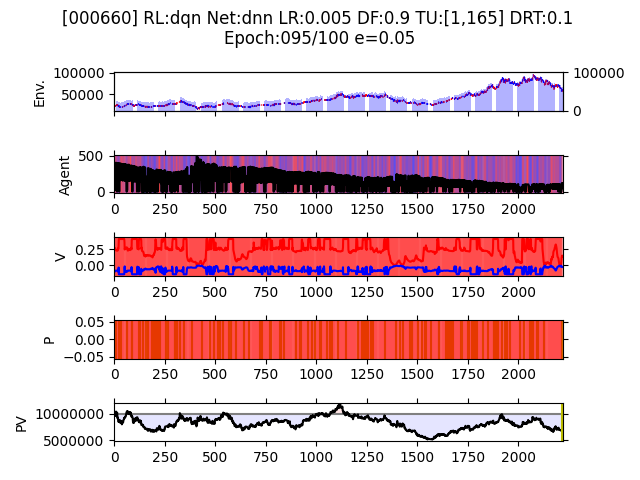 [000660] RL:dqn Net:dnn LR:0.005 DF:0.9 TU:[1,165] DRT:0.1
Epoch:095/100 e=0.05
Env.
100000
50000
100000
0
Agent
500
0
0 250 500 750 1000 1250 1500 1750 2000
V
0.25
0.00
0 250 500 750 1000 1250 1500 1750 2000
P
0.05
0.00
−0.05
0 250 500 750 1000 1250 1500 1750 2000
PV
10000000
5000000
0 250 500 750 1000 1250 1500 1750 2000